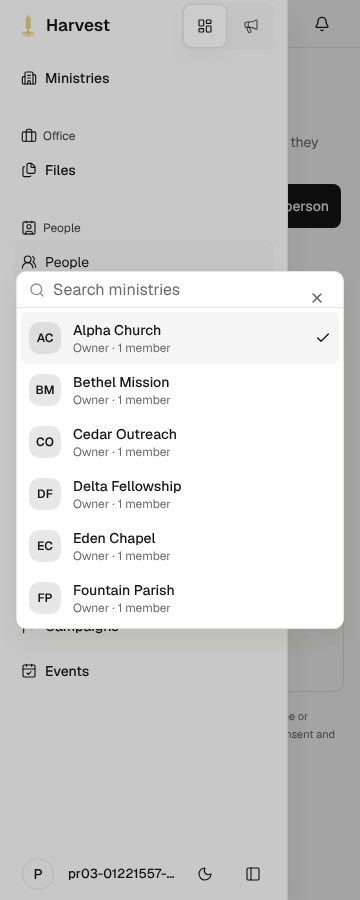 Harvest
Ministries
Office
Files
they
People
person
People
Search ministries
AC
Alpha Church
Owner · 1 member
BM
Bethel Mission
Owner · 1 member
CO
Cedar Outreach
Owner · 1 member
DF
Delta Fellowship
Owner · 1 member
EC
Eden Chapel
Owner · 1 member
FP
Fountain Parish
Owner · 1 member
Campaigns
Events
or
nsent and
P
pr03-01221557-...